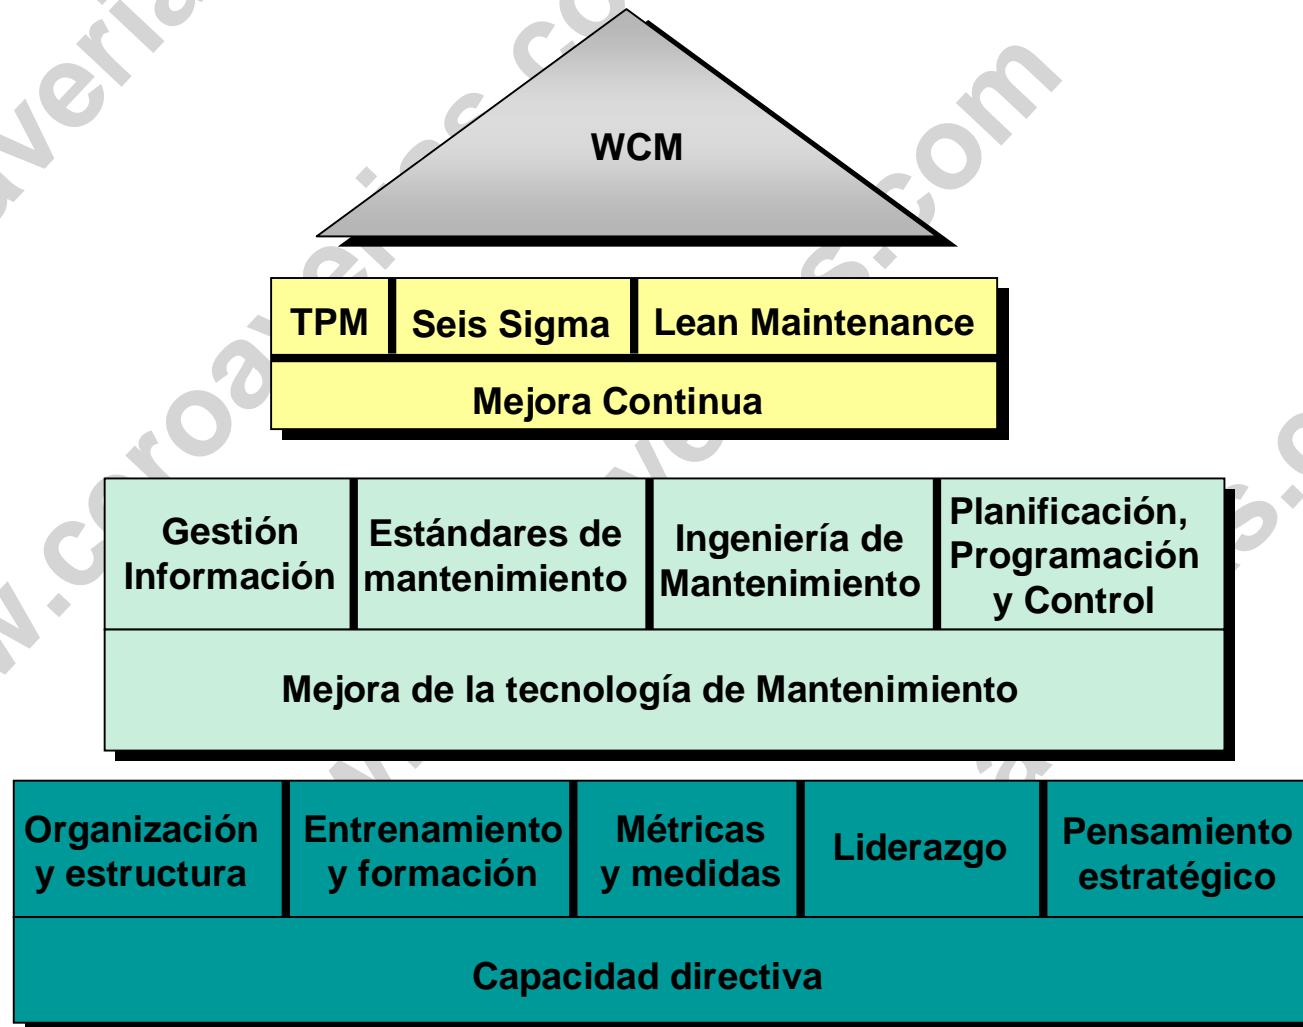 WCM
TPM
Seis Sigma
Lean Maintenance
Mejora Continua
Gestión
Información
Estándares de
mantenimiento
Ingeniería de
Mantenimiento
Planificación,
Programación
y Control
Mejora de la tecnología de Mantenimiento
Organización
y estructura
Entrenamiento
y formación
Métricas
y medidas
Liderazgo
Pensamiento
estratégico
Capacidad directiva